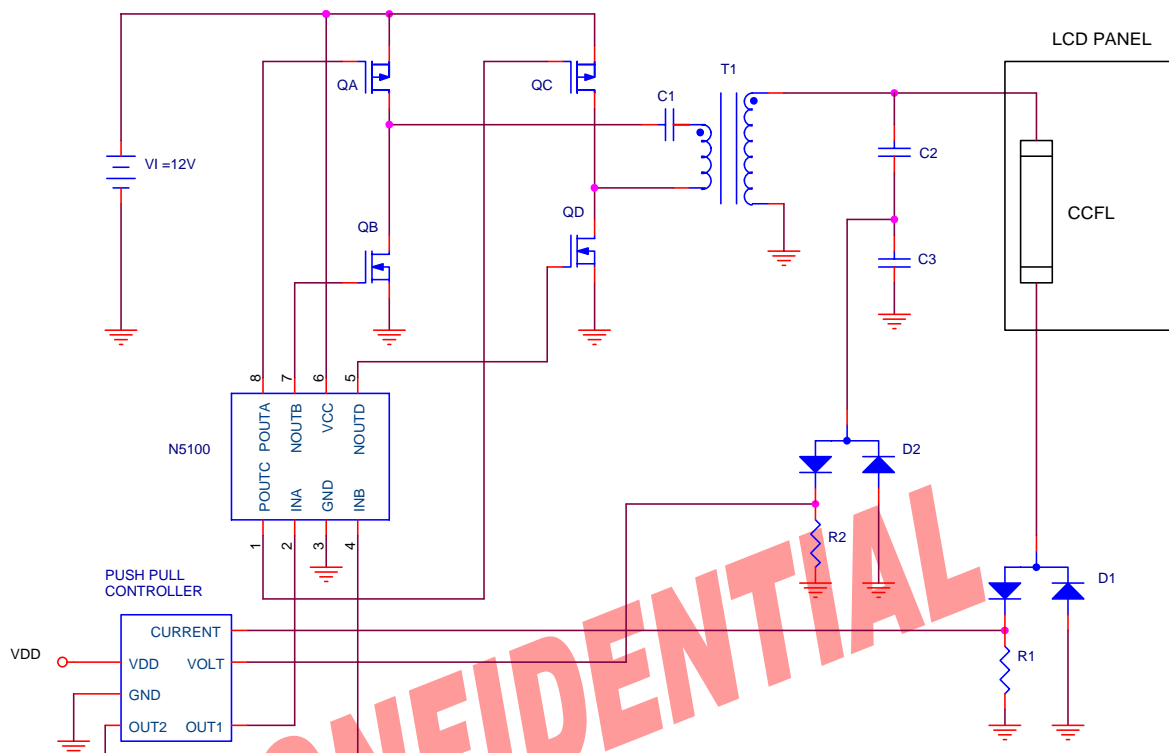 LCD PANEL
T1
C1
QA
QC
VI =12V
C2
CCFL
QB
QD
C3
8
7
6
5
POUTA
NOUTB
VCC
NOUTD
N5100
POUTC
INA
GND
INB
1
2
3
4
D2
R2
D1
R1
PUSH PULL
CONTROLLER
CURRENT
VDD
VDD
VOLT
GND
OUT2
OUT1
ONFIDENTIAL